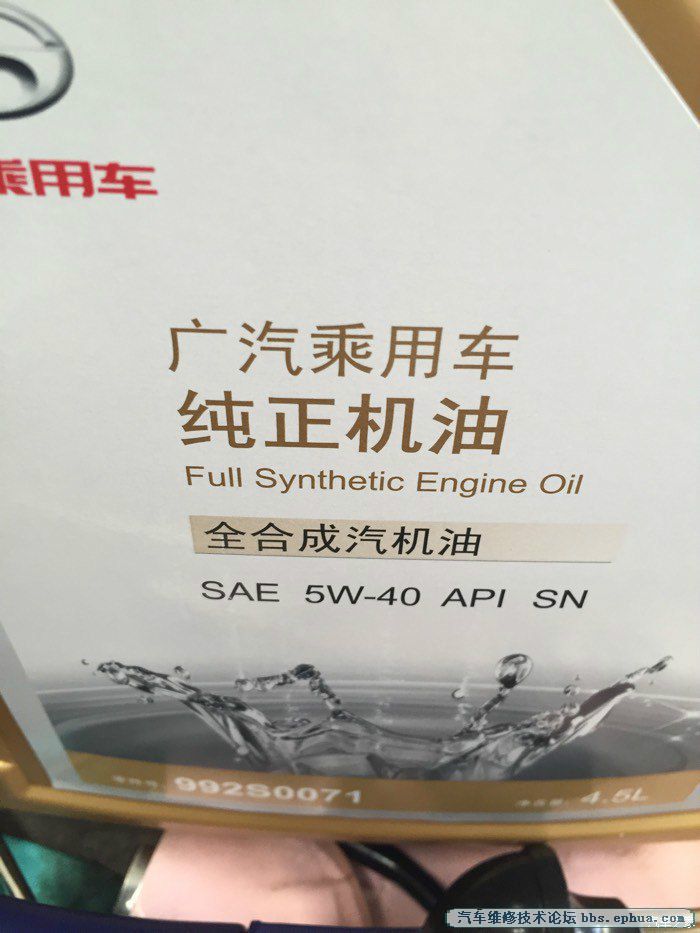 乘用车
广汽乘用车
纯正机油
Full Synthetic Engine Oil
全合成汽机油
SAE 5W-40 API SN
992S0071
4.5L
汽车维修技术论坛 bbs.ephua.com